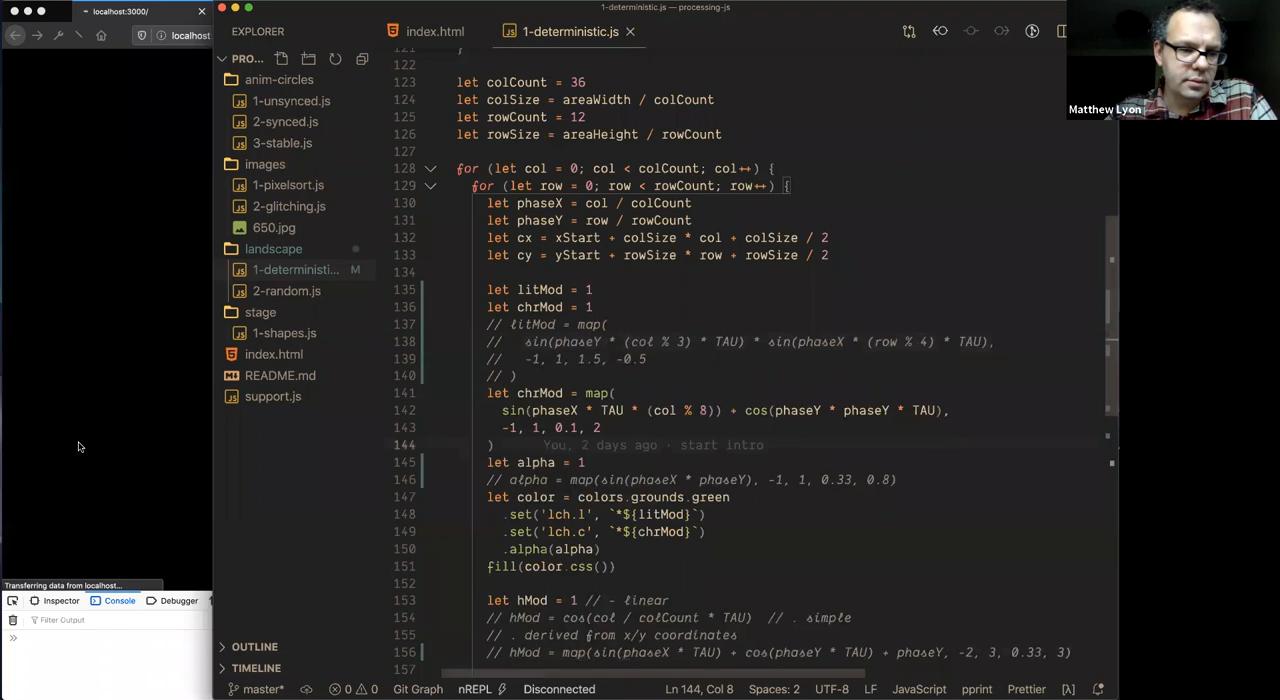 localhost:3000/
localhost
Transferring data from localhost...
Inspector
Console
Debugger
Filter Output
1-deterministic.js — processing-js
EXPLORER
PRO...
anim-circles
1-unsynced.js
2-synced.js
3-stable.js
images
1-pixelsort.js
2-glitching.js
650.jpg
landscape
1-deterministi... M
2-random.js
stage
1-shapes.js
index.html
README.md
support.js
OUTLINE
TIMELINE
index.html
1-deterministic.js
121 }
122
123 let colCount = 36
124 let colSize = areaWidth / colCount
125 let rowCount = 12
126 let rowSize = areaHeight / rowCount
127
128 for (let col = 0; col < colCount; col++) {
129 for (let row = 0; row < rowCount; row++) {
130 let phaseX = col / colCount
131 let phaseY = row / rowCount
132 let cx = xStart + colSize * col + colSize / 2
133 let cy = yStart + rowSize * row + rowSize / 2
134
135 let litMod = 1
136 let chrMod = 1
137 // litMod = map(
138 //   sin(phaseY * (col % 3) * TAU) * sin(phaseX * (row % 4) * TAU),
139 //   -1, 1, 1.5, -0.5
140 // )
141 let chrMod = map(
142 sin(phaseX * TAU * (col % 8)) + cos(phaseY * phaseY * TAU),
143 -1, 1, 0.1, 2
144 ) You, 2 days ago · start intro
145 let alpha = 1
146 // alpha = map(sin(phaseX * phaseY), -1, 1, 0.33, 0.8)
147 let color = colors.grounds.green
148 .set('lch.l', `*${litMod}`)
149 .set('lch.c', `*${chrMod}`)
150 .alpha(alpha)
151 fill(color.css())
152
153 let hMod = 1 // - linear
154 // hMod = cos(col / colCount * TAU)  // . simple
155 // . derived from x/y coordinates
156 // hMod = map(sin(phaseX * TAU) + cos(phaseY * TAU) + phaseY, -2, 3, 0.33, 3)
157
Matthew Lyon
master* 0 0 Git Graph nREPL Disconnected Ln 144, Col 8 Spaces: 2 UTF-8 LF JavaScript pprint Prettier [λ]